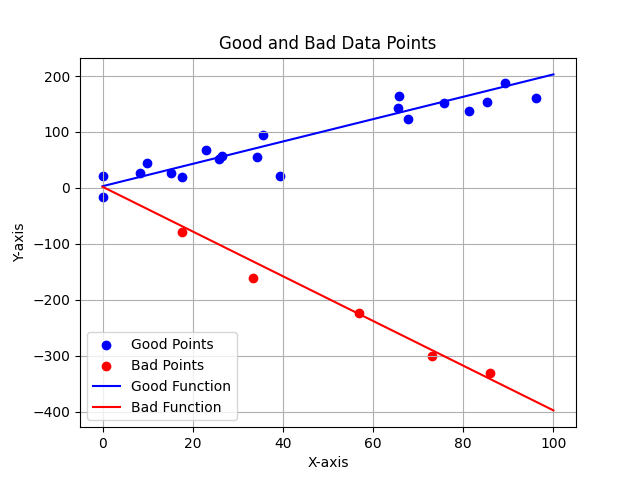 Good and Bad Data Points
200
100
0
−100
−200
−300
−400
Y-axis
Good Points
Bad Points
Good Function
Bad Function
0 20 40 60 80 100
X-axis